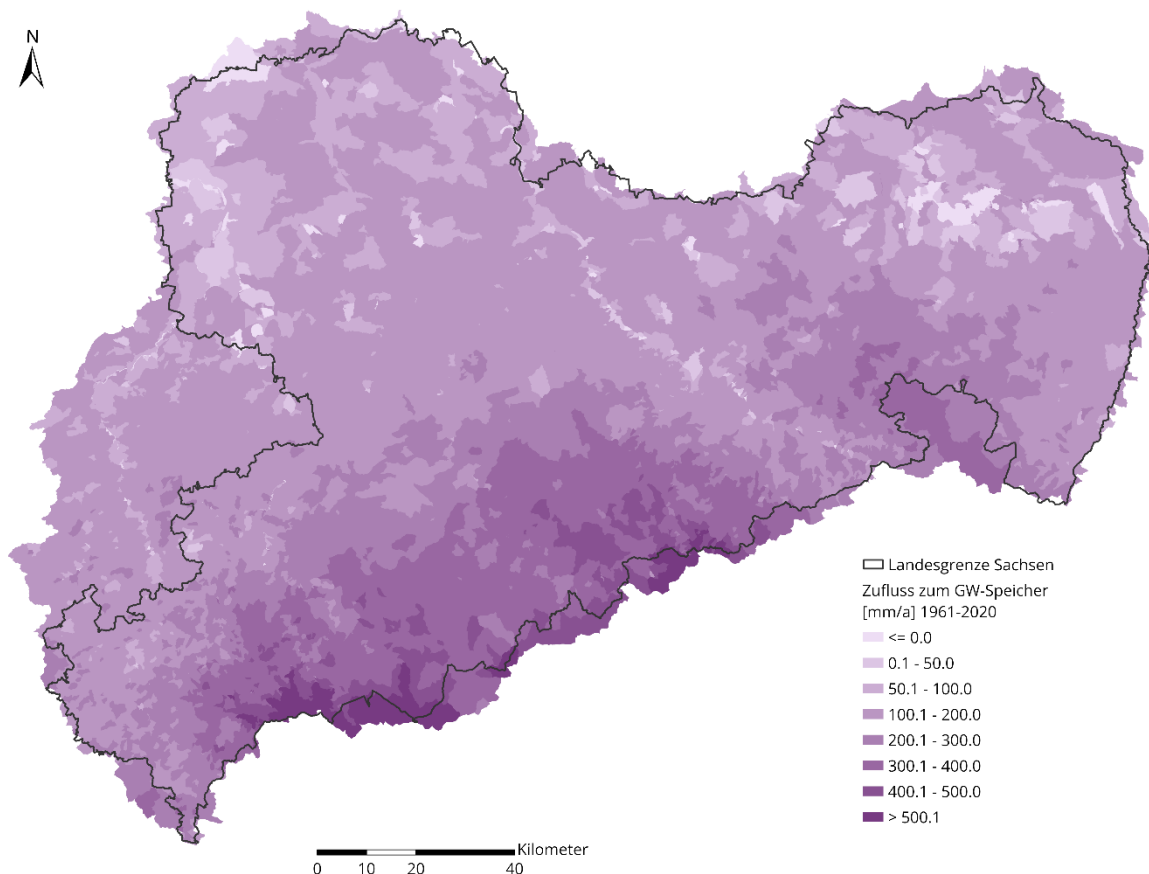 N
Landesgrenze Sachsen
Zufluss zum GW-Speicher
[mm/a] 1961-2020
<= 0.0
0.1 - 50.0
50.1 - 100.0
100.1 - 200.0
200.1 - 300.0
300.1 - 400.0
400.1 - 500.0
> 500.1
Kilometer
0 10 20 40